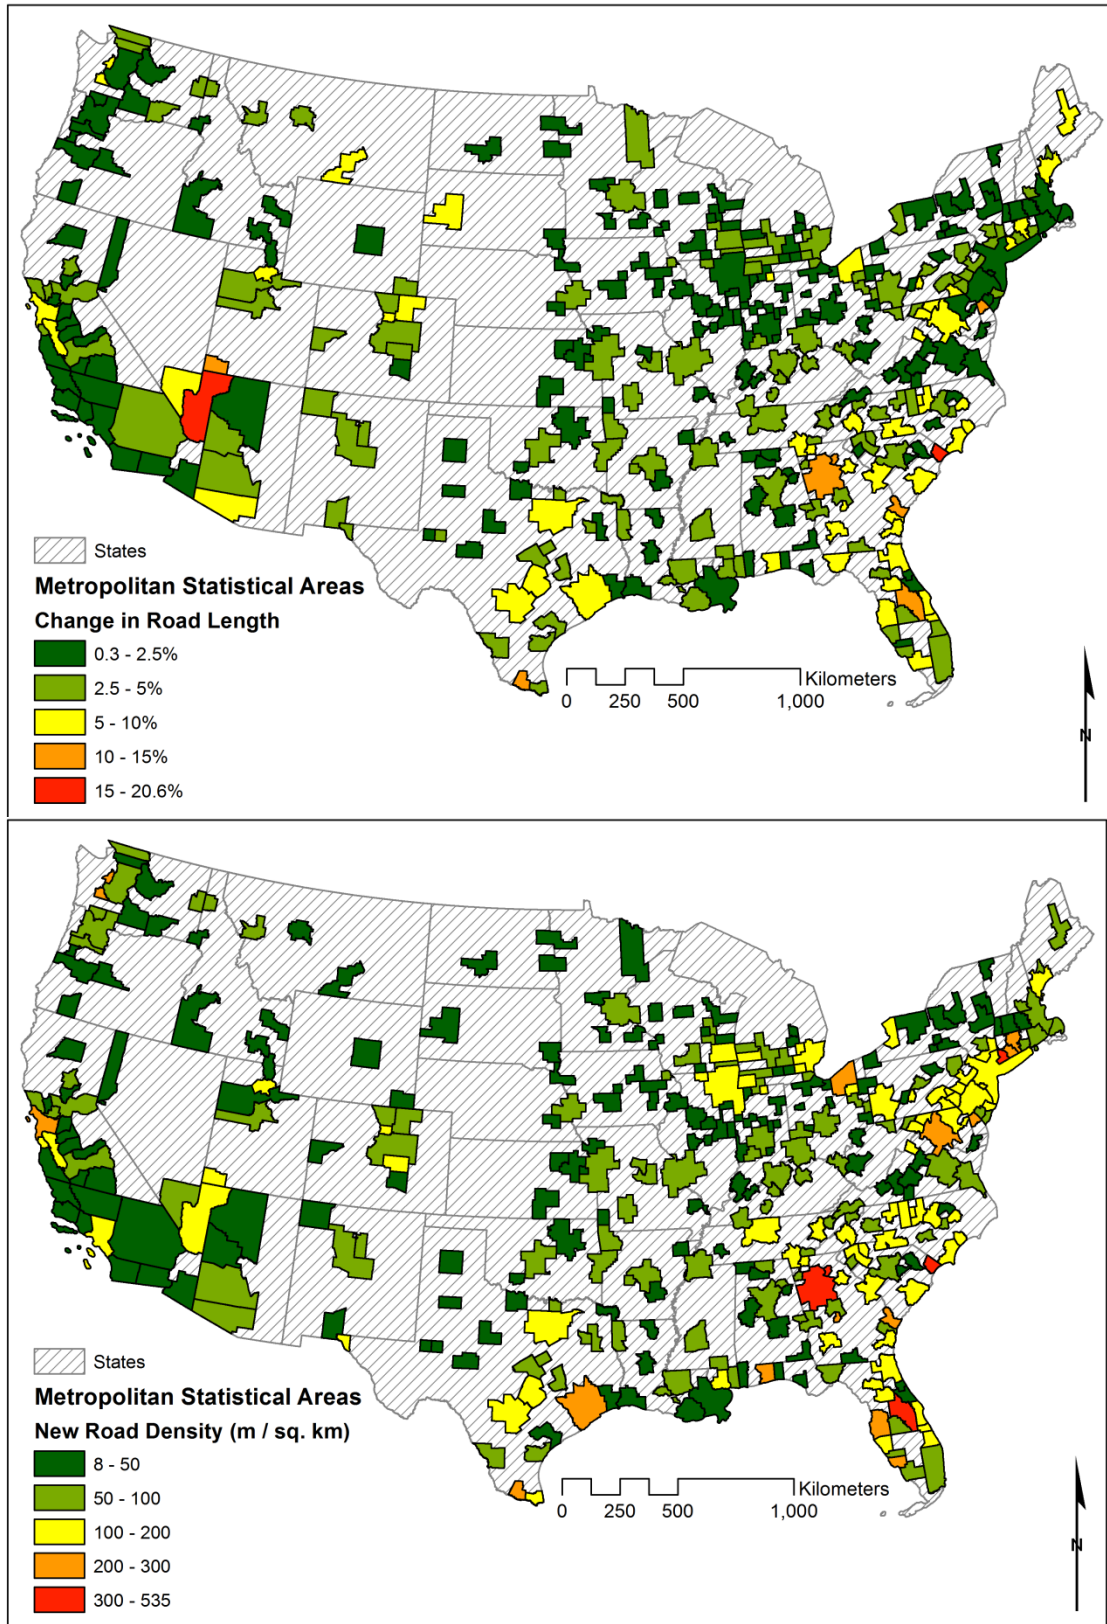 States
Metropolitan Statistical Areas
Change in Road Length
0.3 - 2.5%
2.5 - 5%
5 - 10%
10 - 15%
15 - 20.6%
Kilometers
0 250 500 1,000
N
States
Metropolitan Statistical Areas
New Road Density (m / sq. km)
8 - 50
50 - 100
100 - 200
200 - 300
300 - 535
Kilometers
0 250 500 1,000
N